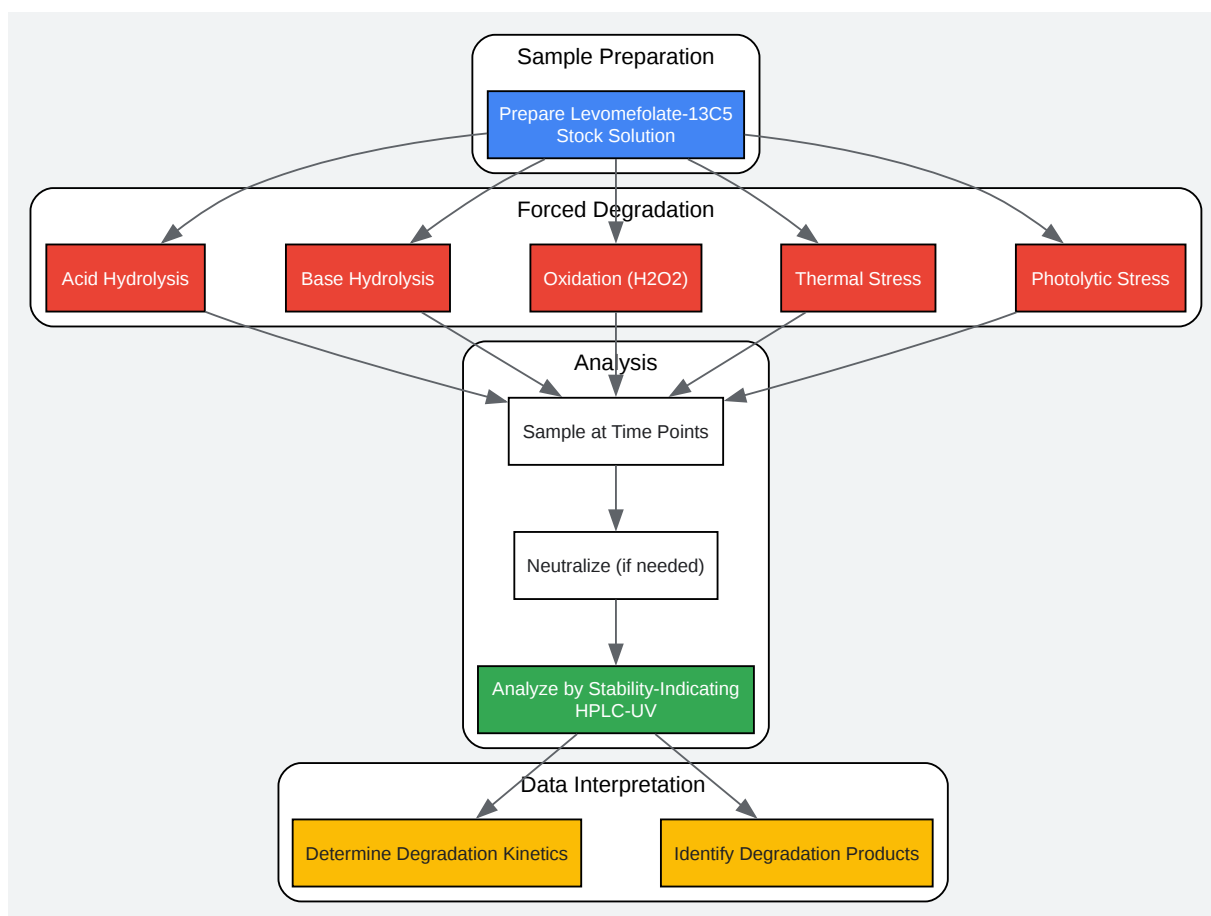 Sample Preparation
Prepare Levomefolate-13C5
Stock Solution
Forced Degradation
Acid Hydrolysis
Base Hydrolysis
Oxidation (H2O2)
Thermal Stress
Photolytic Stress
Analysis
Sample at Time Points
Neutralize (if needed)
Analyze by Stability-Indicating
HPLC-UV
Data Interpretation
Determine Degradation Kinetics
Identify Degradation Products